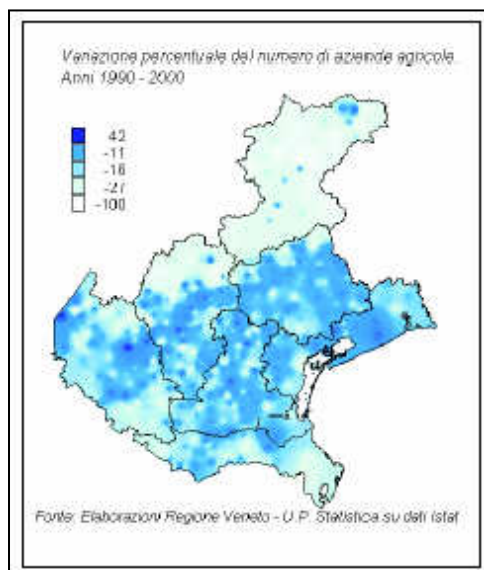 Variazione percentuale del numero di aziende agricole.
Anni 1990 - 2000
42
-11
-16
-27
-100
Fonte: Elaborazioni Regione Veneto - U.P. Statistica su dati Istat